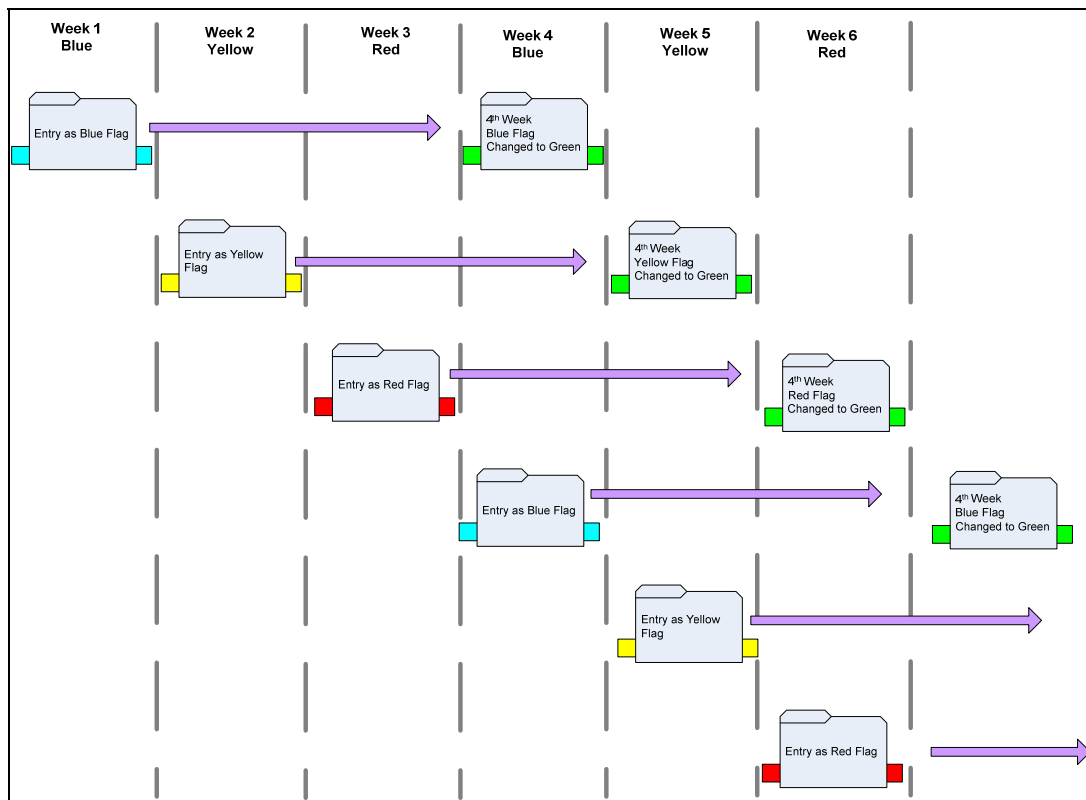 Week 1
Blue
Week 2
Yellow
Week 3
Red
Week 4
Blue
Week 5
Yellow
Week 6
Red
Entry as Blue Flag
4th Week
Blue Flag
Changed to Green
Entry as Yellow
Flag
4th Week
Yellow Flag
Changed to Green
Entry as Red Flag
4th Week
Red Flag
Changed to Green
Entry as Blue Flag
4th Week
Blue Flag
Changed to Green
Entry as Yellow
Flag
Entry as Red Flag